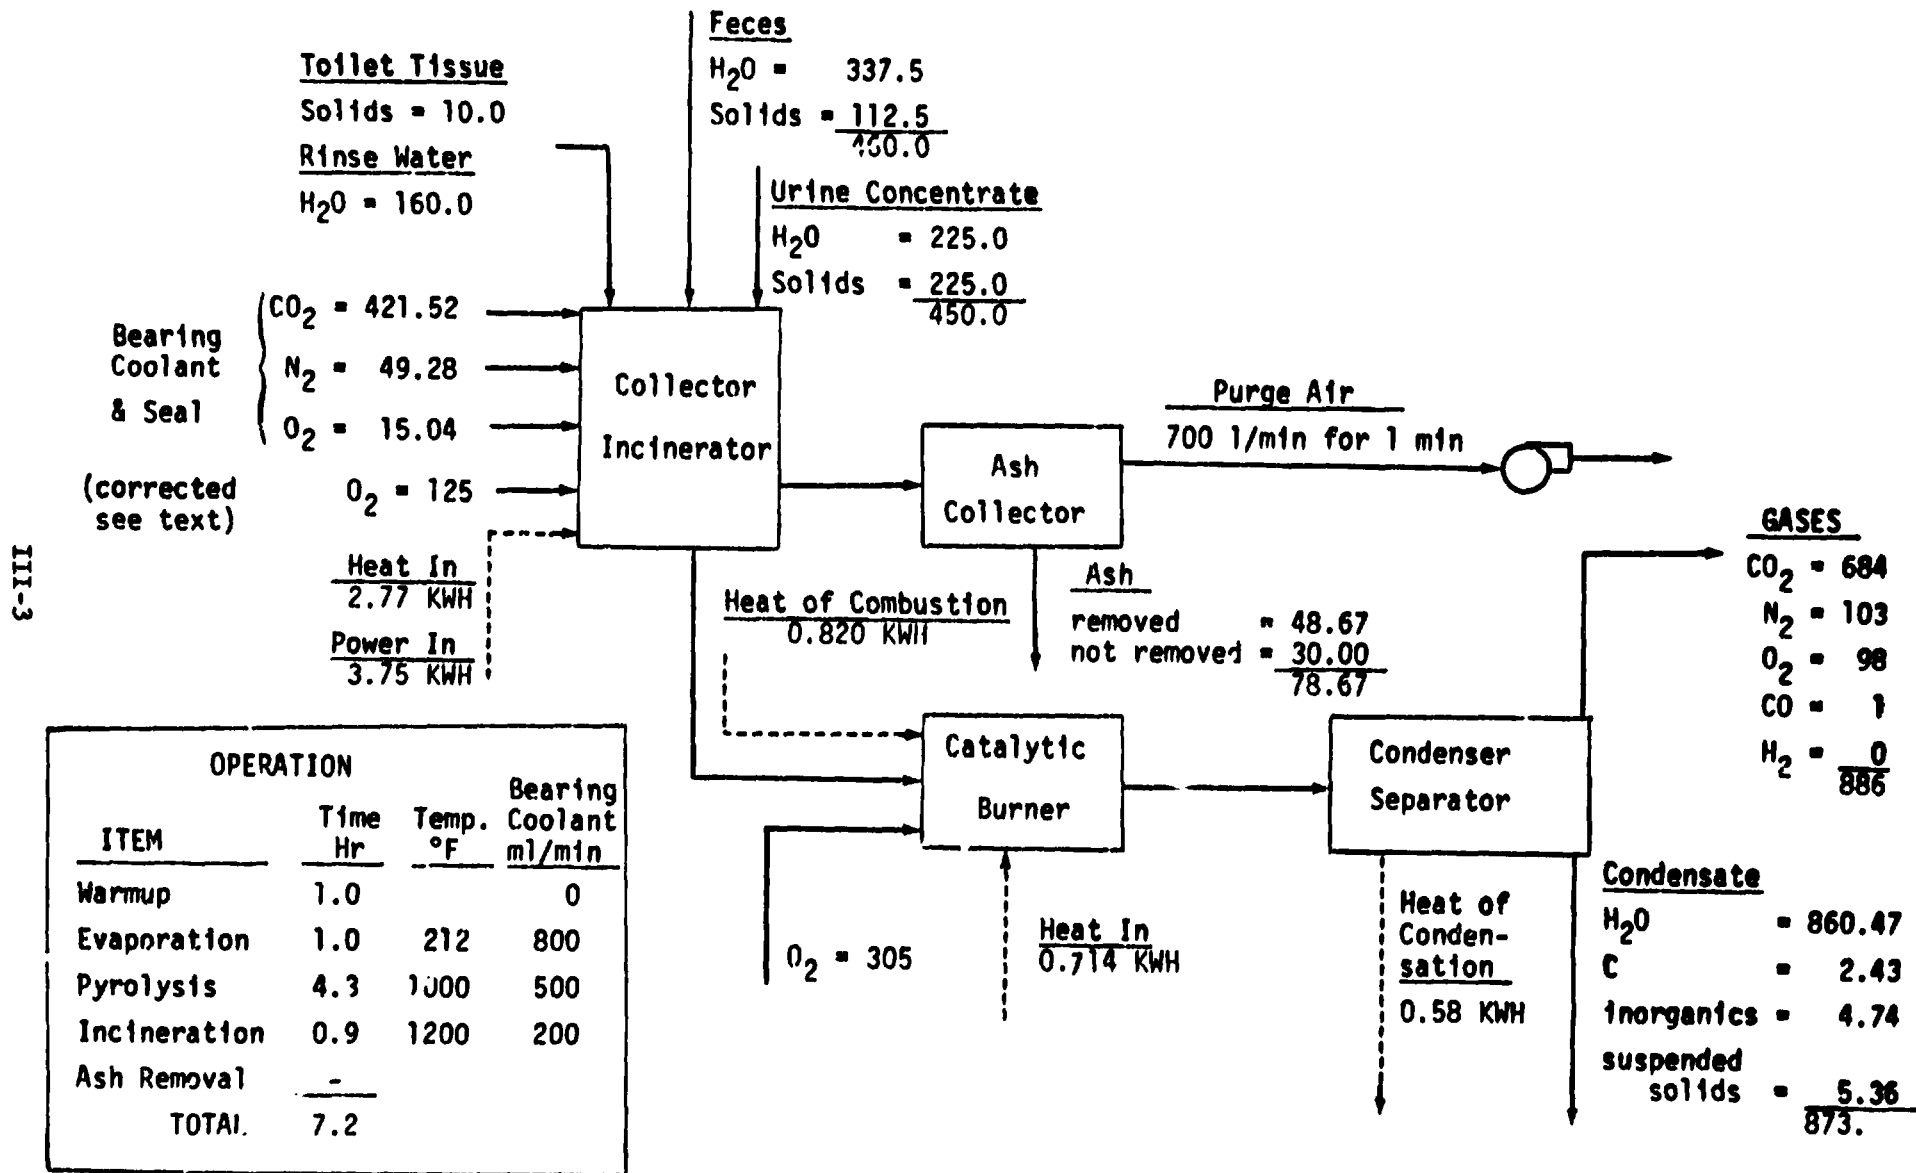 Toilet Tissue
Solids = 10.0
Rinse Water
H₂O = 160.0
Feces
H₂O = 337.5
Solids = 112.5
450.0
Urine Concentrate
H₂O = 225.0
Solids = 225.0
450.0
Bearing
Coolant
& Seal
CO₂ = 421.52
N₂ = 49.28
O₂ = 15.04
(corrected
see text)
O₂ = 125
Heat In
2.77 KWH
Power In
3.75 KWH
Collector
Incinerator
Ash
Collector
Purge Air
700 l/min for 1 min
Ash
removed = 48.67
not removed = 30.00
78.67
Heat of Combustion
0.820 KWH
Catalytic
Burner
O₂ = 305
Heat In
0.714 KWH
Condenser
Separator
Heat of
Conden-
sation
0.58 KWH
GASES
CO₂ = 684
N₂ = 103
O₂ = 98
CO = 1
H₂ = 0
886
Condensate
H₂O = 860.47
C = 2.43
inorganics = 4.74
suspended
solids = 5.36
873.
OPERATION
ITEM Time Hr Temp. °F Bearing Coolant ml/min
Warmup 1.0 0
Evaporation 1.0 212 800
Pyrolysis 4.3 1000 500
Incineration 0.9 1200 200
Ash Removal -
TOTAL 7.2
III-3